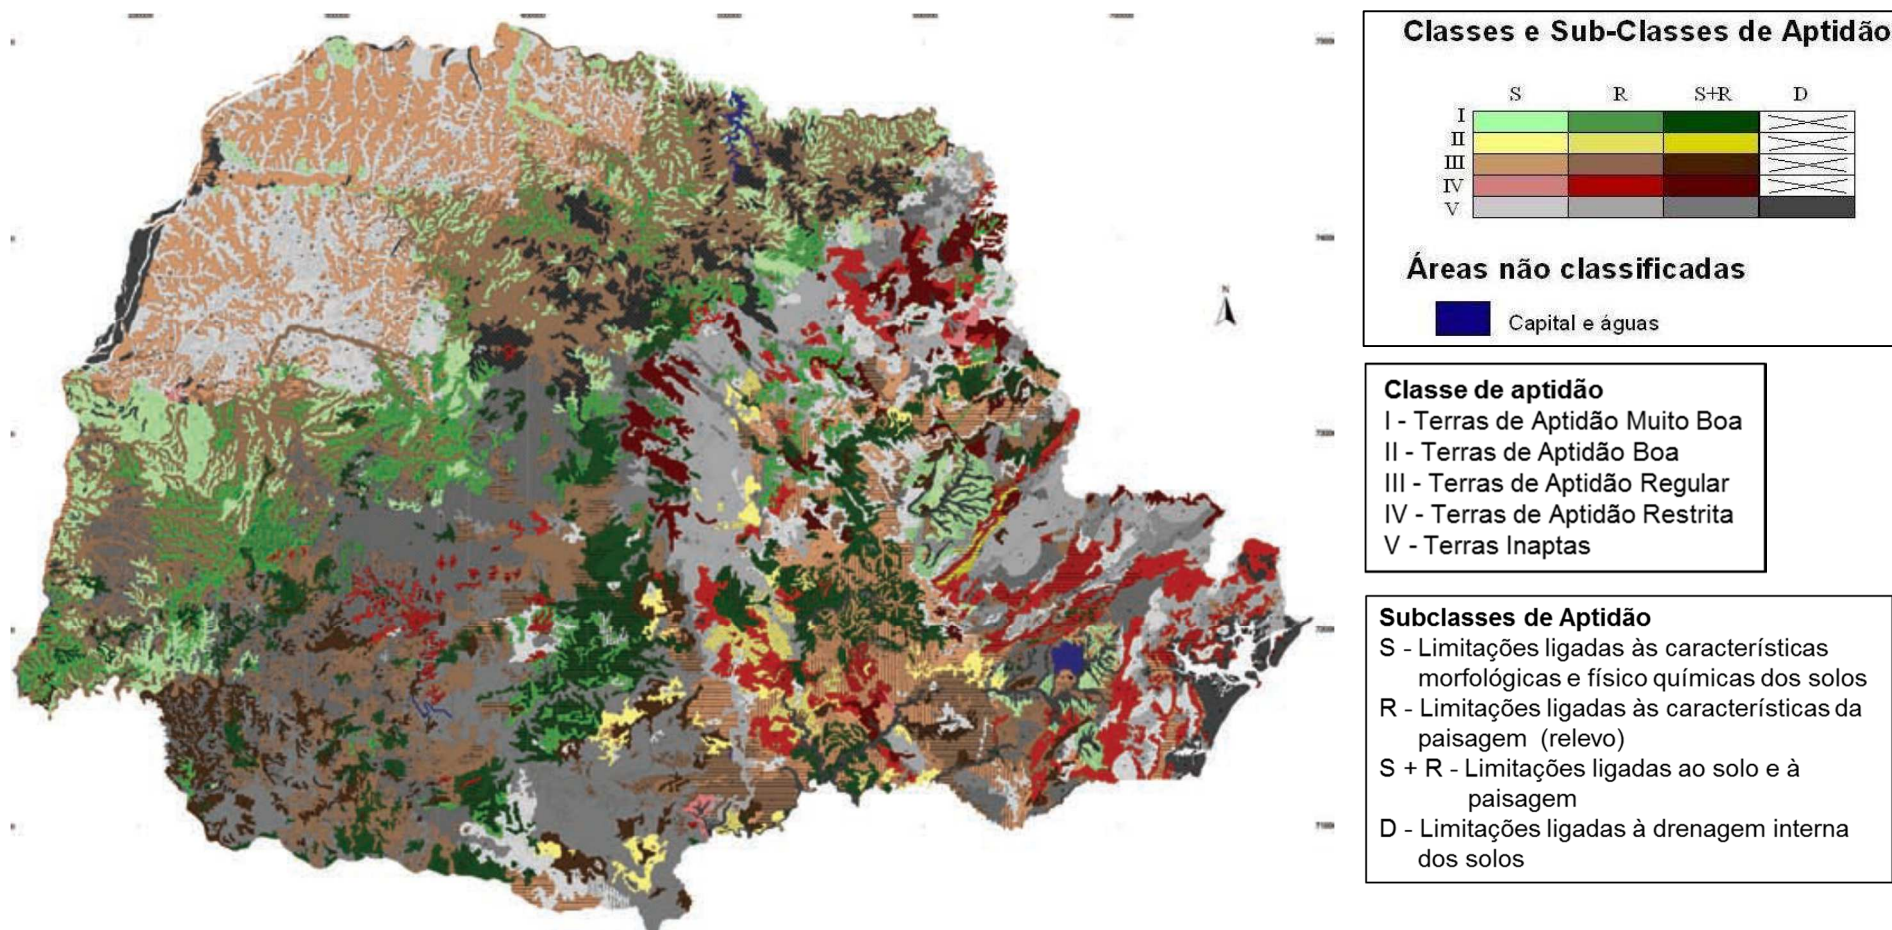 Classes e Sub-Classes de Aptidão
S R S+R D
I
II
III
IV
V
Áreas não classificadas
Capital e águas
N
Classe de aptidão
I - Terras de Aptidão Muito Boa
II - Terras de Aptidão Boa
III - Terras de Aptidão Regular
IV - Terras de Aptidão Restrita
V - Terras Inaptas
Subclasses de Aptidão
S - Limitações ligadas às características
morfológicas e físico químicas dos solos
R - Limitações ligadas às características da
paisagem (relevo)
S + R - Limitações ligadas ao solo e à
paisagem
D - Limitações ligadas à drenagem interna
dos solos